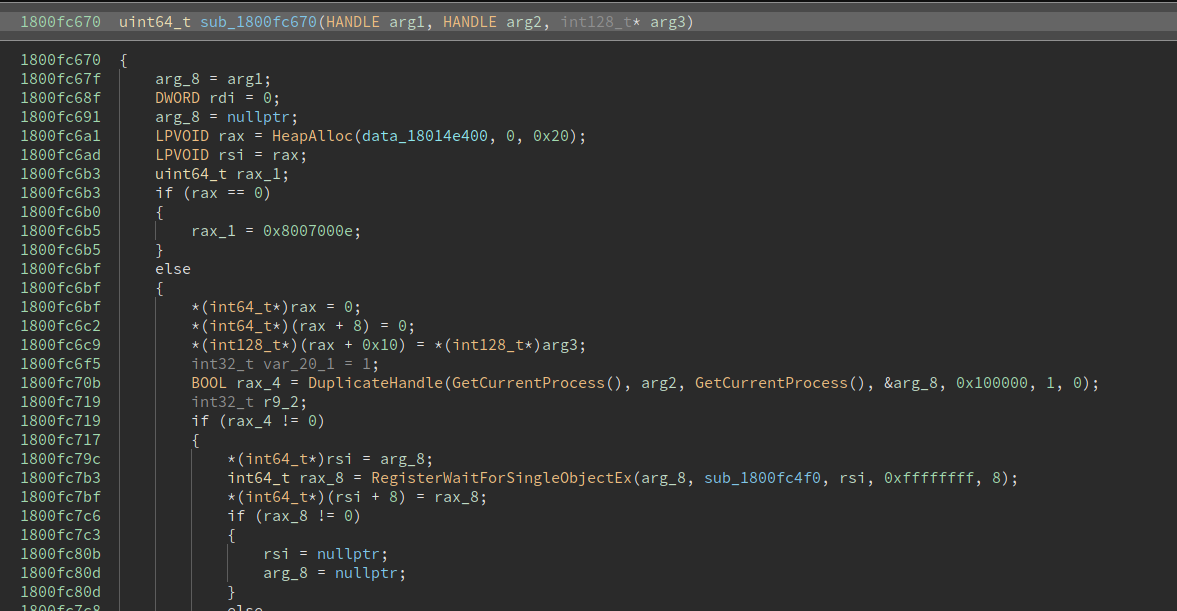 1800fc670 uint64_t sub_1800fc670(HANDLE arg1, HANDLE arg2, int128_t* arg3)
1800fc670 {
1800fc67f arg_8 = arg1;
1800fc68f DWORD rdi = 0;
1800fc691 arg_8 = nullptr;
1800fc6a1 LPVOID rax = HeapAlloc(data_18014e400, 0, 0x20);
1800fc6ad LPVOID rsi = rax;
1800fc6b3 uint64_t rax_1;
1800fc6b3 if (rax == 0)
1800fc6b0 {
1800fc6b5 rax_1 = 0x8007000e;
1800fc6b5 }
1800fc6bf else
1800fc6bf {
1800fc6bf *(int64_t*)rax = 0;
1800fc6c2 *(int64_t*)(rax + 8) = 0;
1800fc6c9 *(int128_t*)(rax + 0x10) = *(int128_t*)arg3;
1800fc6f5 int32_t var_20_1 = 1;
1800fc70b BOOL rax_4 = DuplicateHandle(GetCurrentProcess(), arg2, GetCurrentProcess(), &arg_8, 0x100000, 1, 0);
1800fc719 int32_t r9_2;
1800fc719 if (rax_4 != 0)
1800fc717 {
1800fc79c *(int64_t*)rsi = arg_8;
1800fc7b3 int64_t rax_8 = RegisterWaitForSingleObjectEx(arg_8, sub_1800fc4f0, rsi, 0xffffffff, 8);
1800fc7bf *(int64_t*)(rsi + 8) = rax_8;
1800fc7c6 if (rax_8 != 0)
1800fc7c3 {
1800fc80b rsi = nullptr;
1800fc80d arg_8 = nullptr;
1800fc80d }
1800fc7c8 else